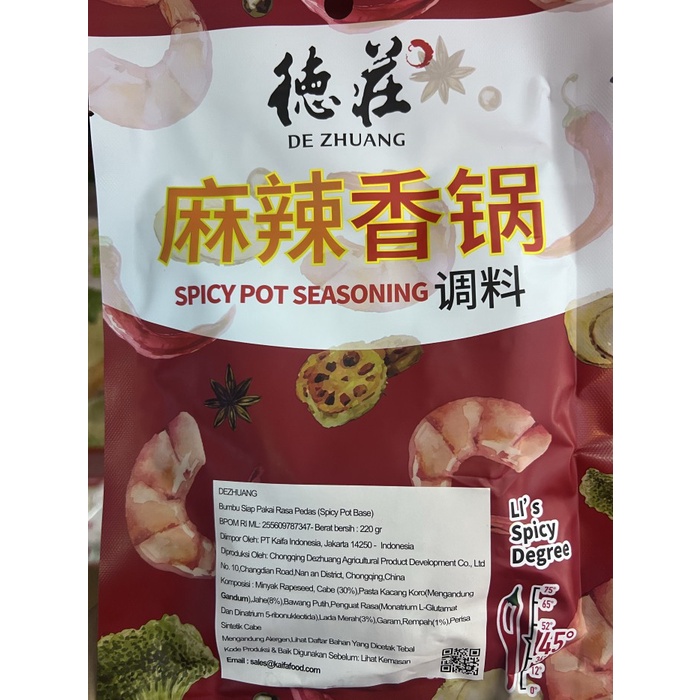 德莊
DE ZHUANG
麻辣香锅
SPICY POT SEASONING 调料
DEZHUANG
Bumbu Siap Pakai Rasa Pedas (Spicy Pot Base)
BPOM RI ML: 255609787347- Berat bersih : 220 gr
Diimpor Oleh: PT Kaifa Indonesia, Jakarta 14250 - Indonesia
Diproduksi Oleh: Chongqing Dezhuang Agricultural Product Development Co., Ltd
No. 10,Changdian Road,Nan an District, Chongqing,China
Komposisi : Minyak Rapeseed, Cabe (30%),Pasta Kacang Koro(Mengandung
Gandum),Jahe(8%),Bawang Putih,Penguat Rasa(Monatrium L-Glutamat
Dan Dinatrium 5-ribonukleotida),Lada Merah(3%),Garam,Rempah(1%),Perisa
Sintetik Cabe
Mengandung Alergen,Lihat Daftar Bahan Yang Dicetak Tebal
Kode Produksi & Baik Digunakan Sebelum: Lihat Kemasan
Email : sales@kaifafood.com
LI's
Spicy
Degree
75°
65°
52°
45°
12°
0°